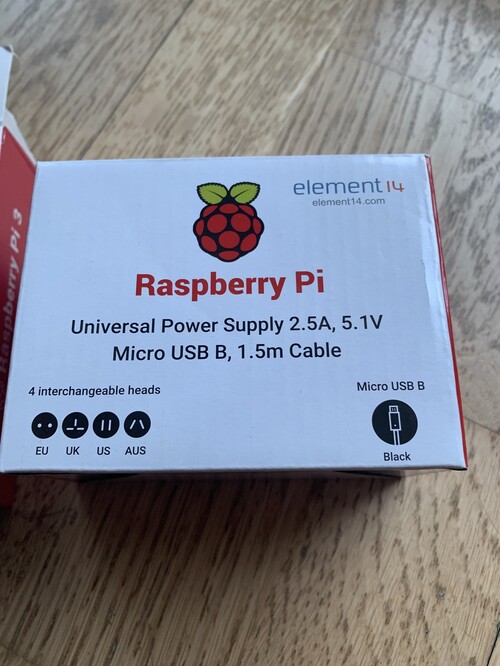 element14
element14.com
Raspberry Pi
Universal Power Supply 2.5A, 5.1V
Micro USB B, 1.5m Cable
4 interchangeable heads
EU UK US AUS
Micro USB B
Black
Raspberry Pi 3